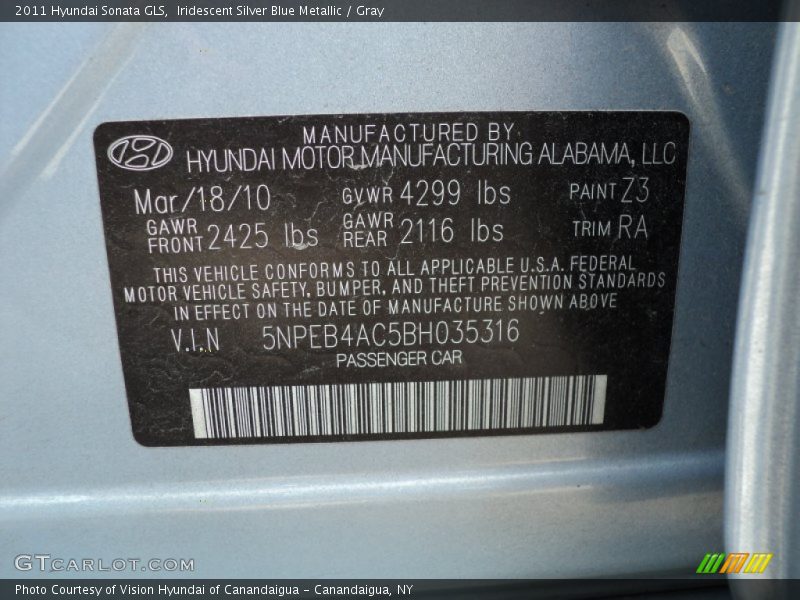 2011 Hyundai Sonata GLS,  Iridescent Silver Blue Metallic / Gray
MANUFACTURED BY
HYUNDAI MOTOR MANUFACTURING ALABAMA, LLC
Mar/18/10 GVWR 4299 lbs PAINT Z3
GAWR FRONT 2425 lbs GAWR REAR 2116 lbs TRIM RA
THIS VEHICLE CONFORMS TO ALL APPLICABLE U.S.A. FEDERAL
MOTOR VEHICLE SAFETY, BUMPER, AND THEFT PREVENTION STANDARDS
IN EFFECT ON THE DATE OF MANUFACTURE SHOWN ABOVE
V.I.N 5NPEB4AC5BH035316
PASSENGER CAR
GTCARLOT.COM
Photo Courtesy of Vision Hyundai of Canandaigua - Canandaigua, NY